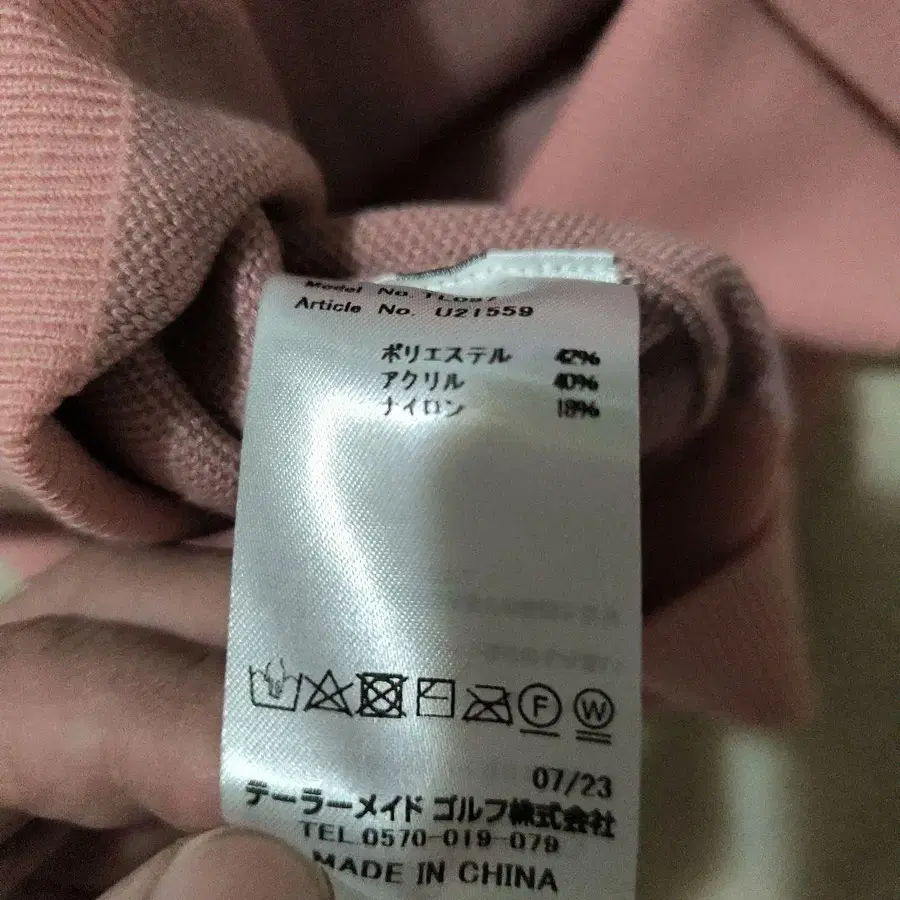 Model No.
Article No. U21559
ポリエステル 42%
アクリル 40%
ナイロン 18%
F W
07/23
テーラーメイド ゴルフ株式会社
TEL 0570-019-079
MADE IN CHINA